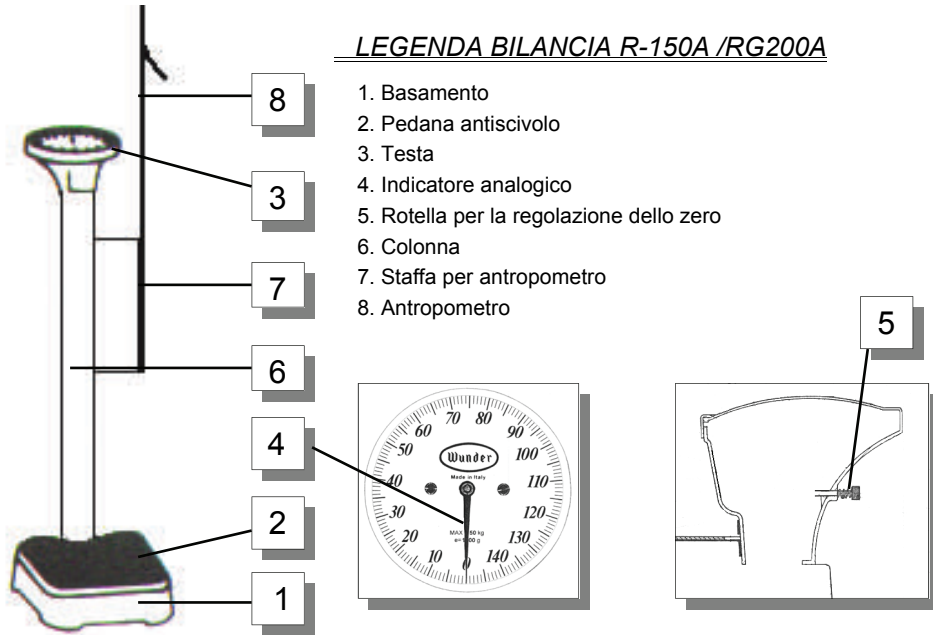 LEGENDA BILANCIA R-150A /RG200A
1. Basamento
2. Pedana antiscivolo
3. Testa
4. Indicatore analogico
5. Rotella per la regolazione dello zero
6. Colonna
7. Staffa per antropometro
8. Antropometro
8
3
7
6
4
2
1
5
70 80
60 90
50 100
Wunder
Made in Italy
40 110
30 120
MAX kg
20 130
10 0 140